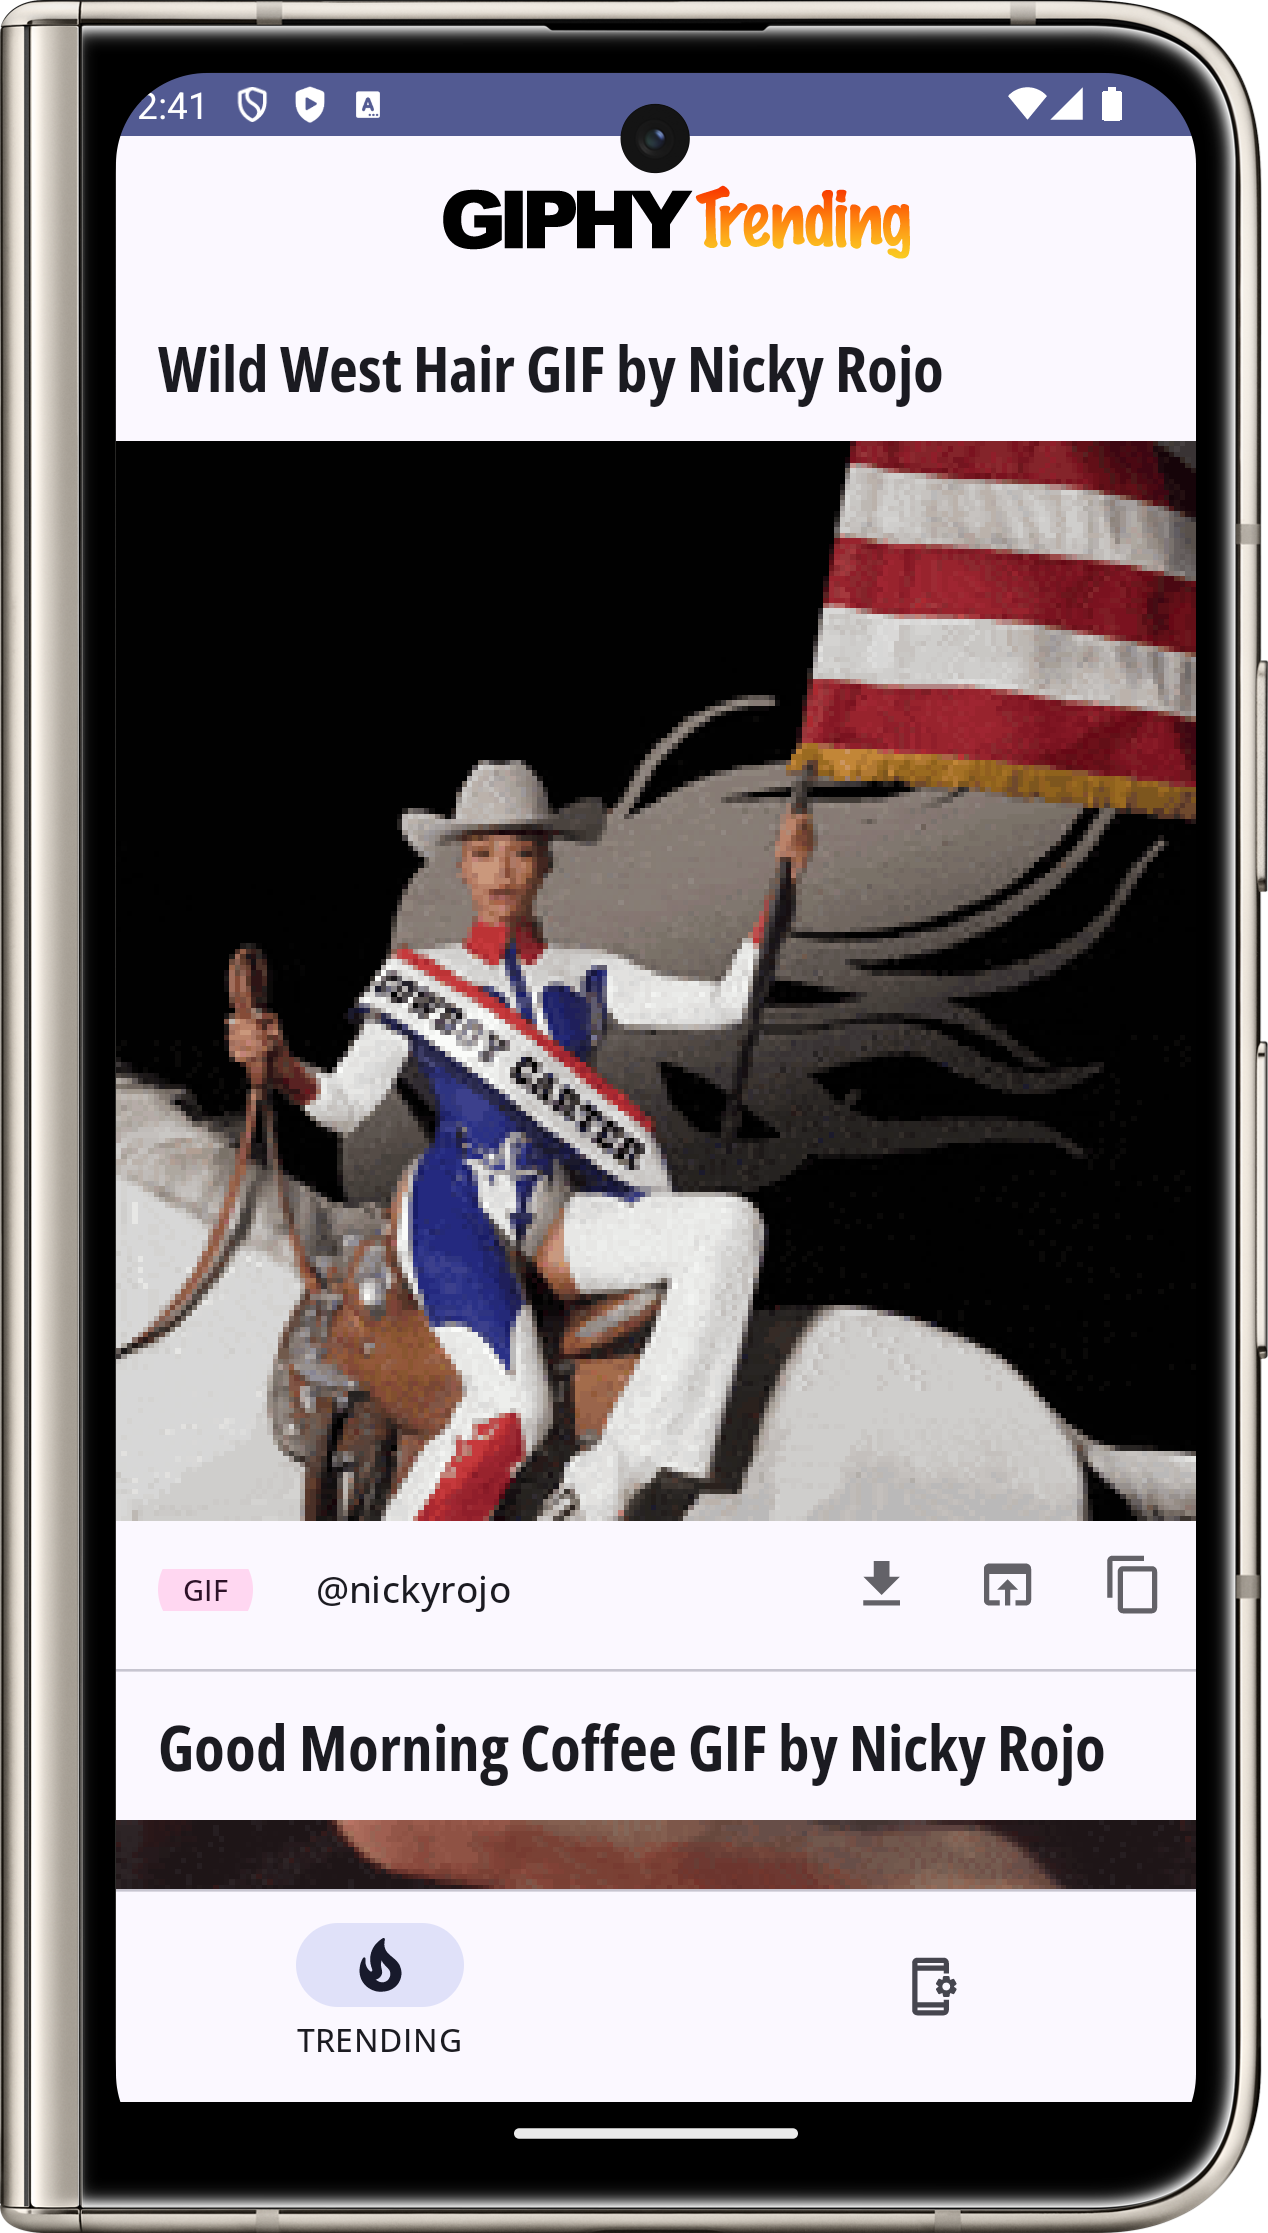 2:41
A
GIPHY Trending
Wild West Hair GIF by Nicky Rojo
COWBOY CARTER
GIF @nickyrojo
Good Morning Coffee GIF by Nicky Rojo
TRENDING